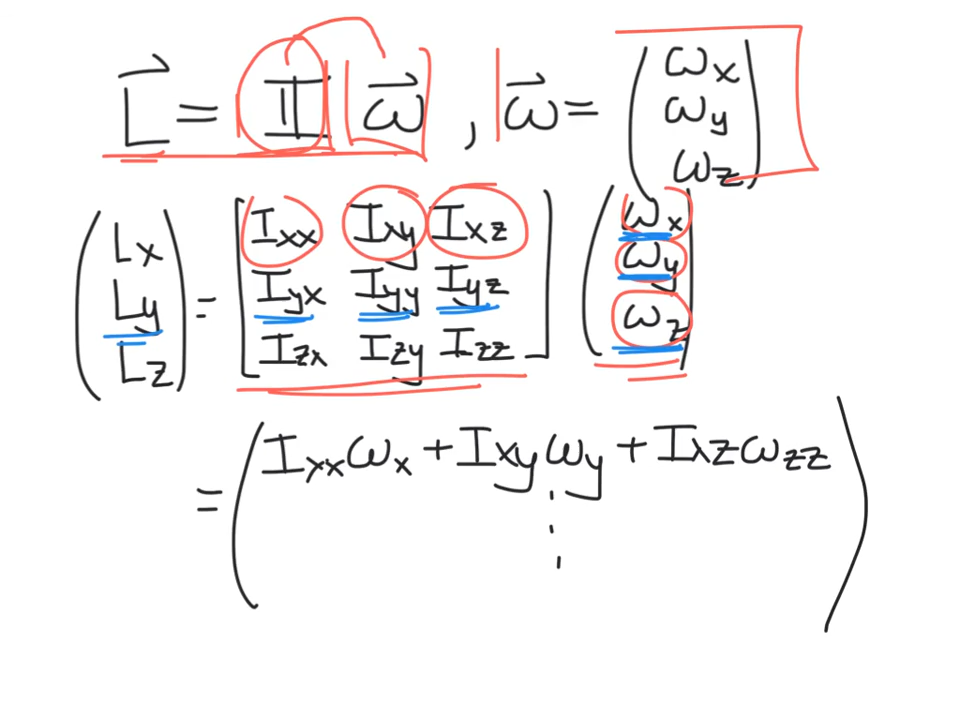 L⃗ = 𝕀 ω⃗ , ω⃗ = (ωx ωy ωz)
(Lx Ly Lz) = [Ixx Ixy Ixz
Iyx Iyy Iyz
Izx Izy Izz] (ωx ωy ωz)
= (Ixxωx + Ixyωy + Ixzωzz
⋮ )